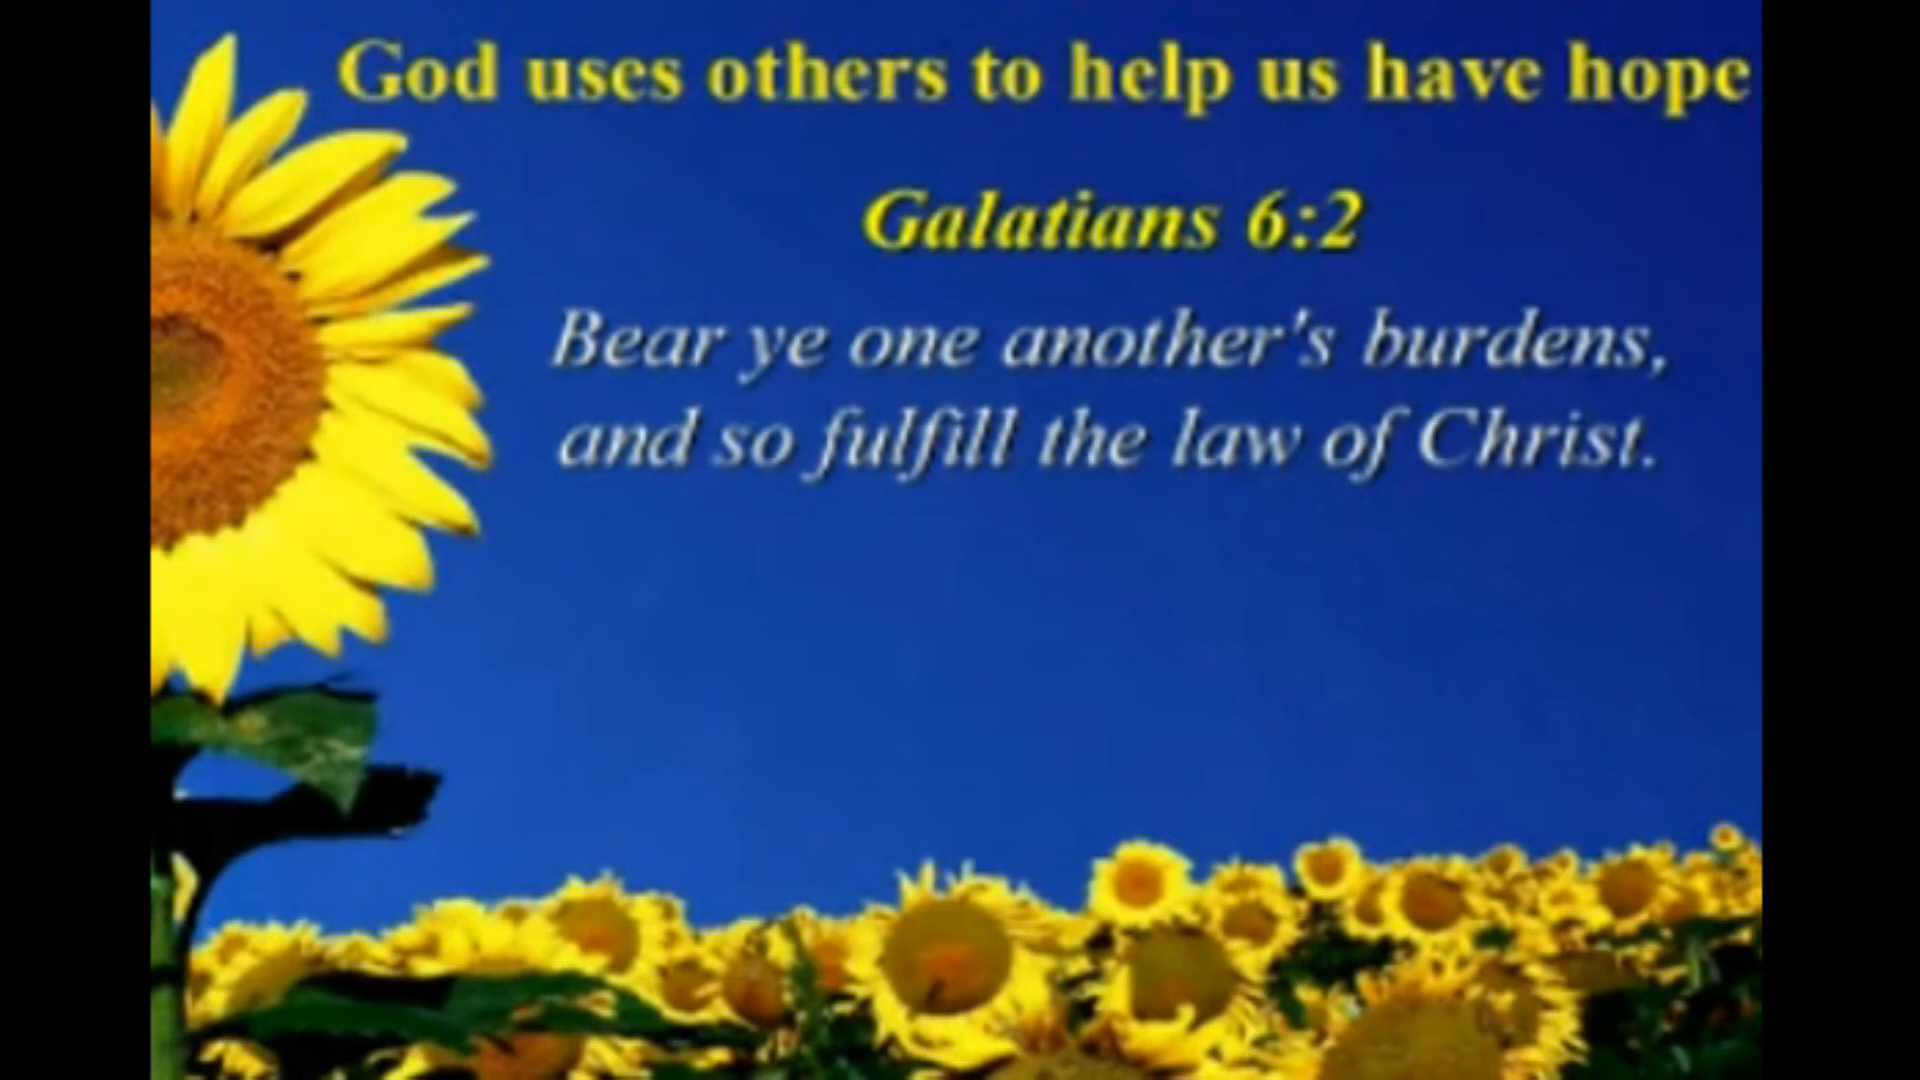 God uses others to help us have hope
Galatians 6:2
Bear ye one another's burdens,
and so fulfill the law of Christ.